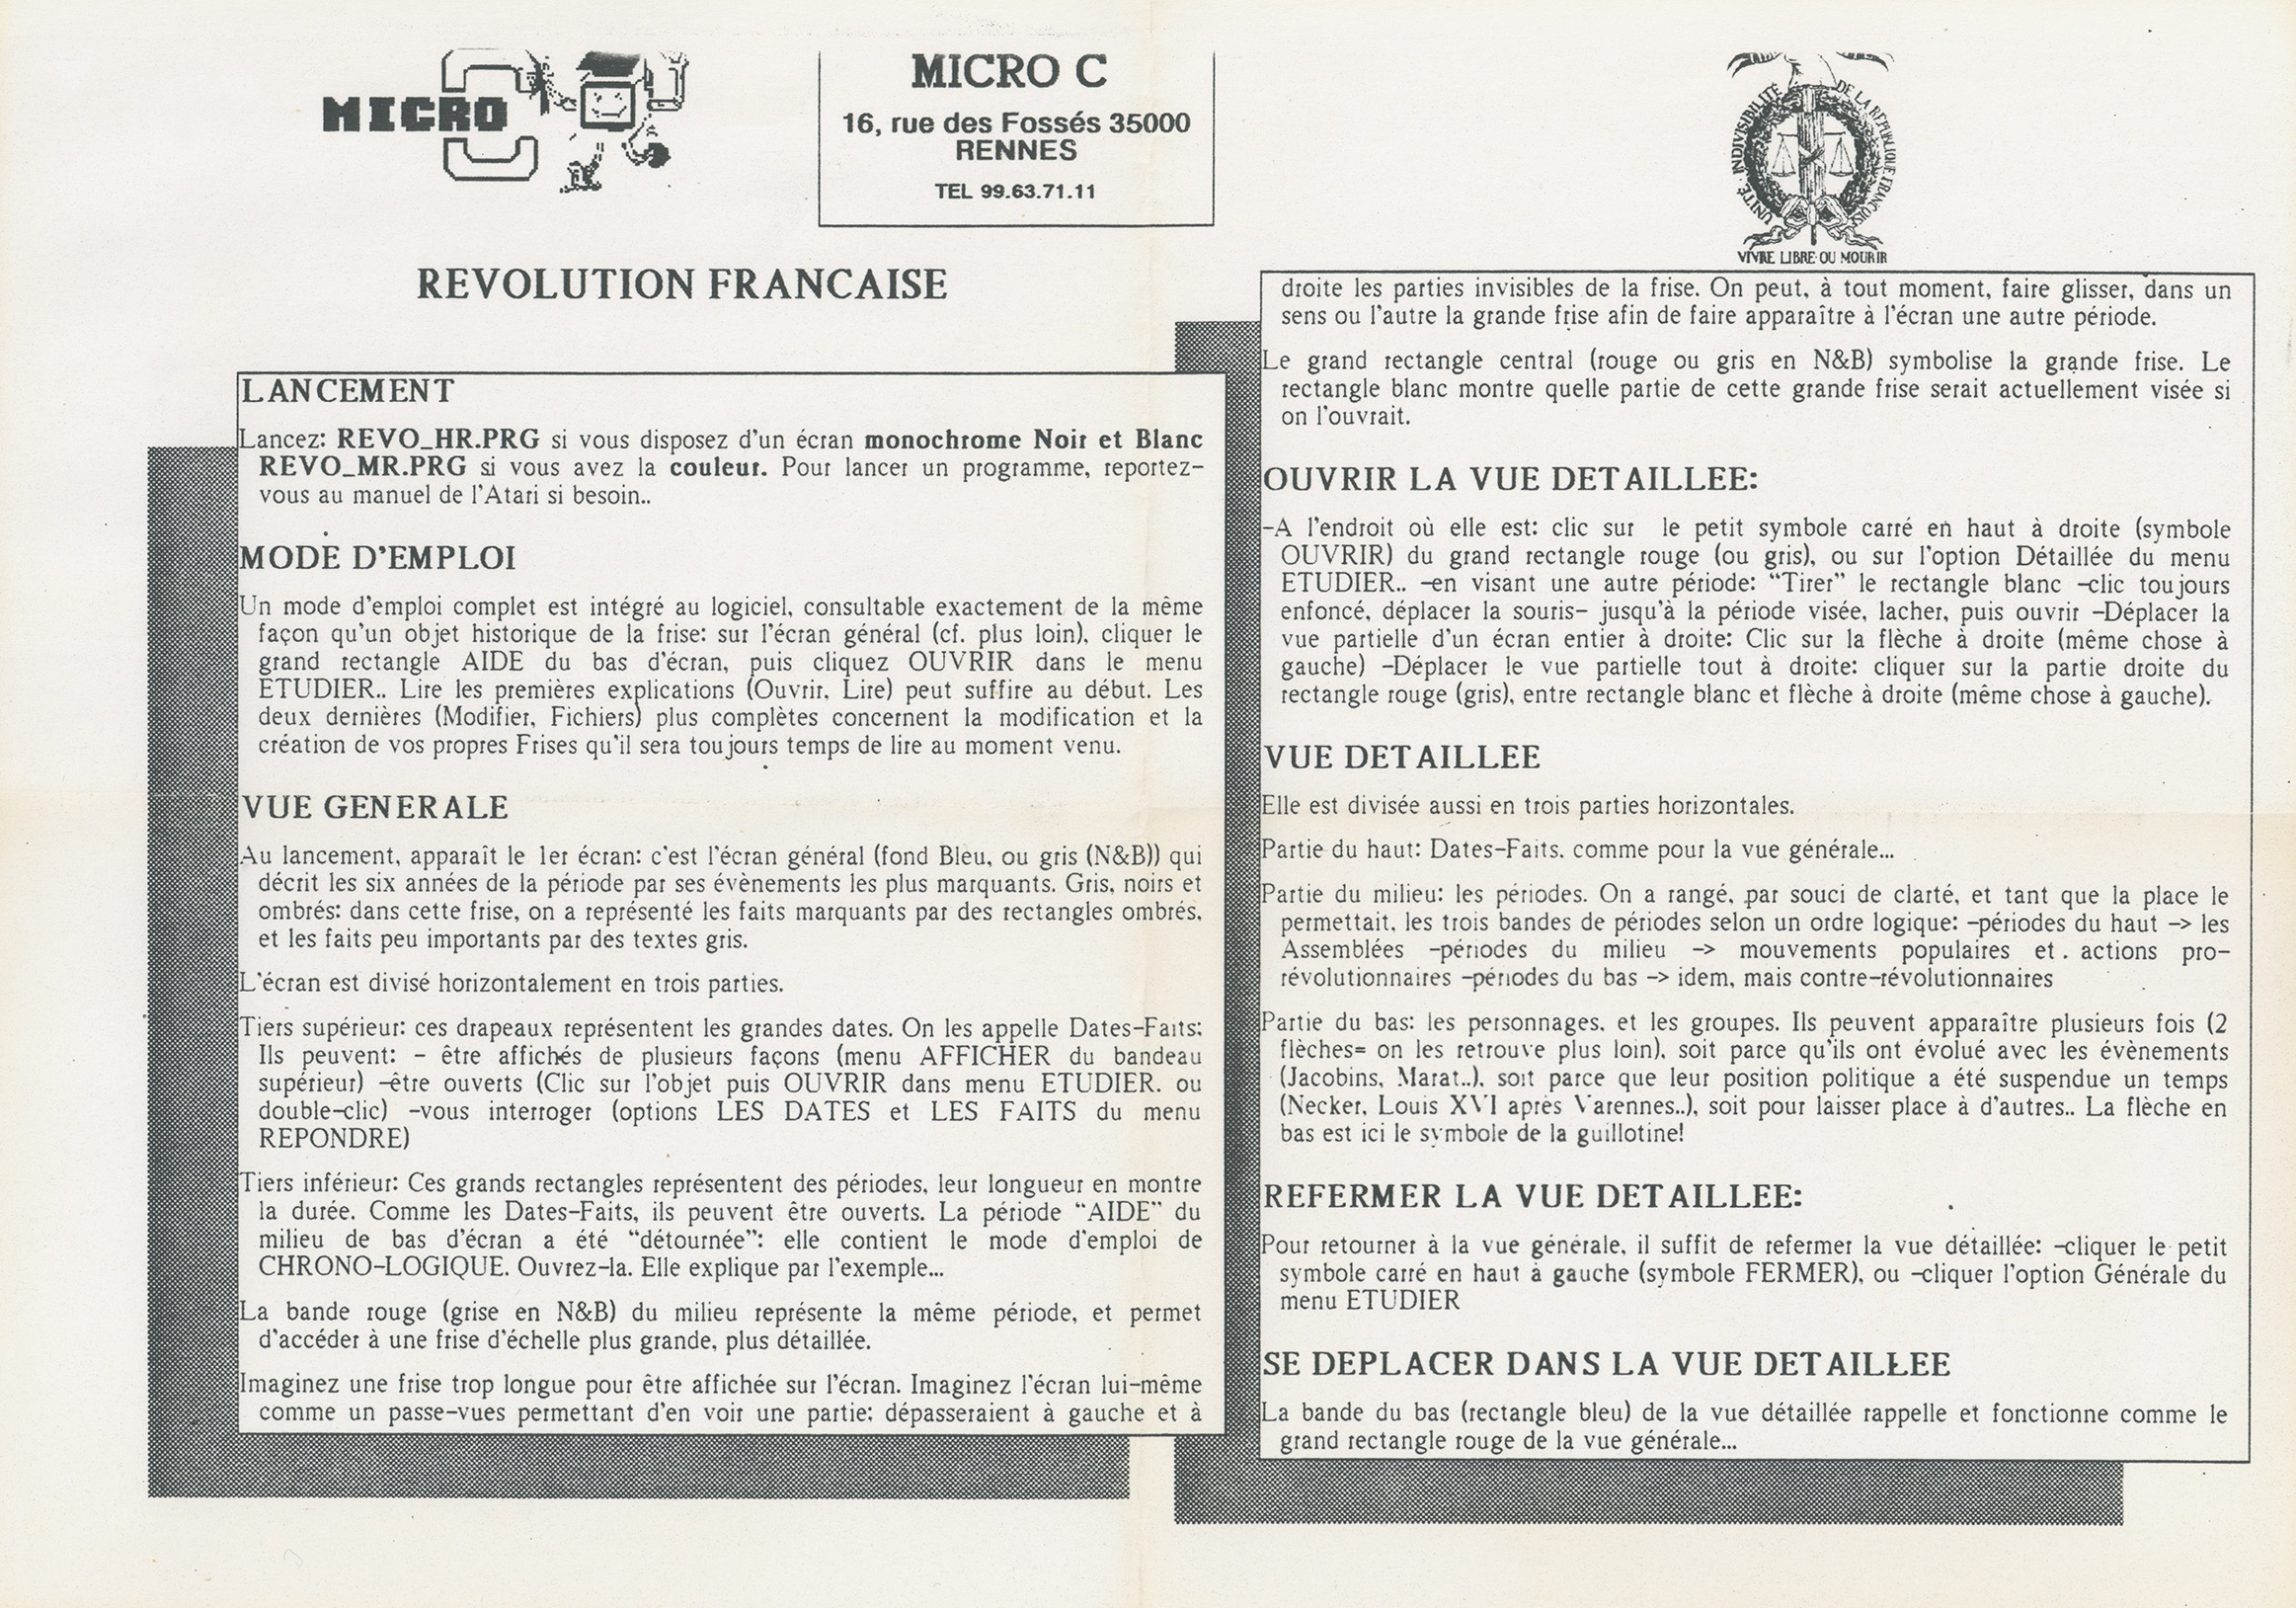 MICRO
MICRO C
16, rue des Fossés 35000
RENNES
TEL 99.63.71.11
UNITÉ · INDIVISIBILITÉ DE LA RÉPUBLIQUE FRANÇOISE
VIVRE LIBRE OU MOURIR
REVOLUTION FRANCAISE
LANCEMENT
Lancez: REVO_HR.PRG si vous disposez d'un écran monochrome Noir et Blanc
REVO_MR.PRG si vous avez la couleur. Pour lancer un programme, reportez-
vous au manuel de l'Atari si besoin..
MODE D'EMPLOI
Un mode d'emploi complet est intégré au logiciel, consultable exactement de la même
façon qu'un objet historique de la frise: sur l'écran général (cf. plus loin), cliquer le
grand rectangle AIDE du bas d'écran, puis cliquez OUVRIR dans le menu
ETUDIER.. Lire les premières explications (Ouvrir, Lire) peut suffire au début. Les
deux dernières (Modifier, Fichiers) plus complètes concernent la modification et la
création de vos propres Frises qu'il sera toujours temps de lire au moment venu.
VUE GENERALE
Au lancement, apparaît le 1er écran: c'est l'écran général (fond Bleu, ou gris (N&B)) qui
décrit les six années de la période par ses évènements les plus marquants. Gris, noirs et
ombrés: dans cette frise, on a représenté les faits marquants par des rectangles ombrés,
et les faits peu importants par des textes gris.
L'écran est divisé horizontalement en trois parties.
Tiers supérieur: ces drapeaux représentent les grandes dates. On les appelle Dates-Faits:
Ils peuvent: - être affichés de plusieurs façons (menu AFFICHER du bandeau
supérieur) -être ouverts (Clic sur l'objet puis OUVRIR dans menu ETUDIER. ou
double-clic) -vous interroger (options LES DATES et LES FAITS du menu
REPONDRE)
Tiers inférieur: Ces grands rectangles représentent des périodes, leur longueur en montre
la durée. Comme les Dates-Faits, ils peuvent être ouverts. La période "AIDE" du
milieu de bas d'écran a été "détournée": elle contient le mode d'emploi de
CHRONO-LOGIQUE. Ouvrez-la. Elle explique par l'exemple...
La bande rouge (grise en N&B) du milieu représente la même période, et permet
d'accéder à une frise d'échelle plus grande, plus détaillée.
Imaginez une frise trop longue pour être affichée sur l'écran. Imaginez l'écran lui-même
comme un passe-vues permettant d'en voir une partie: dépasseraient à gauche et à
droite les parties invisibles de la frise. On peut, à tout moment, faire glisser, dans un
sens ou l'autre la grande frise afin de faire apparaître à l'écran une autre période.
Le grand rectangle central (rouge ou gris en N&B) symbolise la grande frise. Le
rectangle blanc montre quelle partie de cette grande frise serait actuellement visée si
on l'ouvrait.
OUVRIR LA VUE DETAILLEE:
-A l'endroit où elle est: clic sur le petit symbole carré en haut à droite (symbole
OUVRIR) du grand rectangle rouge (ou gris), ou sur l'option Détaillée du menu
ETUDIER.. -en visant une autre période: "Tirer" le rectangle blanc -clic toujours
enfoncé, déplacer la souris- jusqu'à la période visée, lacher, puis ouvrir -Déplacer la
vue partielle d'un écran entier à droite: Clic sur la flèche à droite (même chose à
gauche) -Déplacer le vue partielle tout à droite: cliquer sur la partie droite du
rectangle rouge (gris), entre rectangle blanc et flèche à droite (même chose à gauche).
VUE DETAILLEE
Elle est divisée aussi en trois parties horizontales.
Partie du haut: Dates-Faits. comme pour la vue générale...
Partie du milieu: les périodes. On a rangé, par souci de clarté, et tant que la place le
permettait, les trois bandes de périodes selon un ordre logique: -périodes du haut -> les
Assemblées -périodes du milieu -> mouvements populaires et . actions pro-
révolutionnaires -périodes du bas -> idem, mais contre-révolutionnaires
Partie du bas: les personnages. et les groupes. Ils peuvent apparaître plusieurs fois (2
flèches= on les retrouve plus loin), soit parce qu'ils ont évolué avec les évènements
(Jacobins, Marat..), soit parce que leur position politique a été suspendue un temps
(Necker, Louis XVI après Varennes..), soit pour laisser place à d'autres.. La flèche en
bas est ici le symbole de la guillotine!
REFERMER LA VUE DETAILLEE:
Pour retourner à la vue générale, il suffit de refermer la vue détaillée: -cliquer le petit
symbole carré en haut à gauche (symbole FERMER), ou -cliquer l'option Générale du
menu ETUDIER
SE DEPLACER DANS LA VUE DETAILLEE
La bande du bas (rectangle bleu) de la vue détaillée rappelle et fonctionne comme le
grand rectangle rouge de la vue générale...